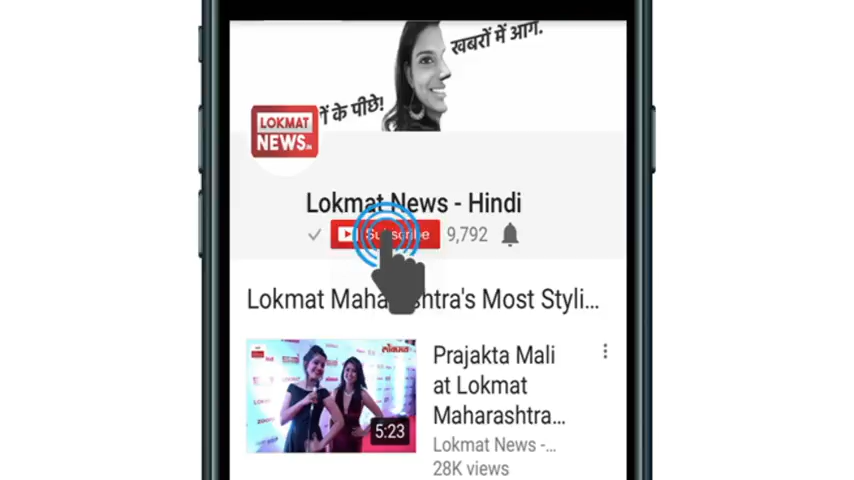 खबरों में आग.
के पीछे!
LOKMAT
NEWS.in
Lokmat News - Hindi
Subscribe 9,792
Lokmat Maharashtra's Most Styli...
Prajakta Mali
at Lokmat
Maharashtra...
Lokmat News -...
28K views
5:23